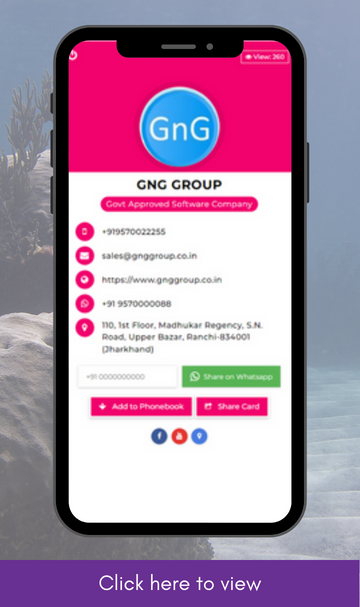 View: 260
GnG
GNG GROUP
Govt Approved Software Company
+919570022255
sales@gnggroup.co.in
https://www.gnggroup.co.in
+91 9570000088
110, 1st Floor, Madhukar Regency, S.N.
Road, Upper Bazar, Ranchi-834001
(Jharkhand)
+91 0000000000
Share on Whatsapp
Add to Phonebook
Share Card
Click here to view